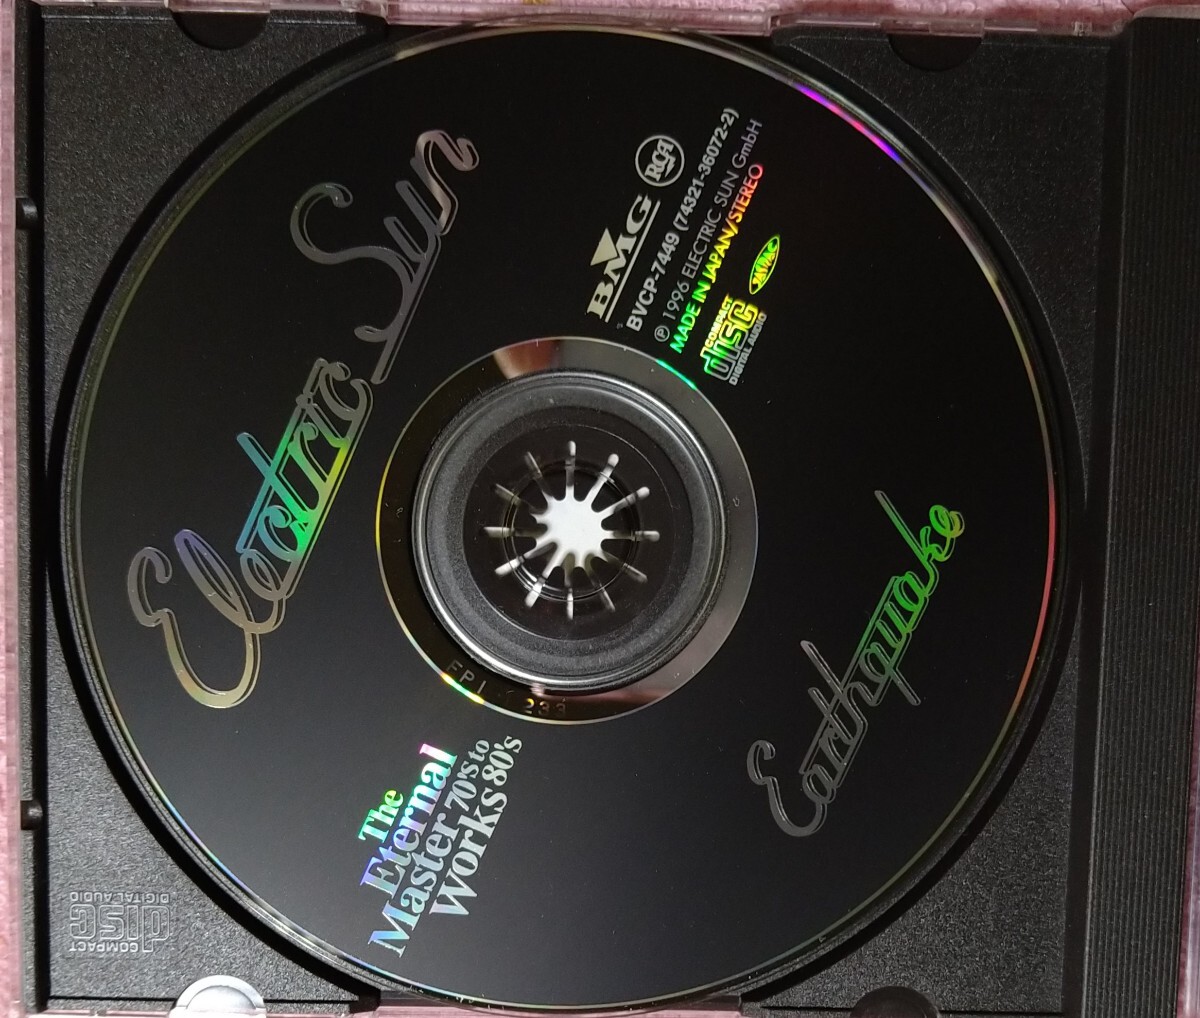 Electric Sun
BMG
RCA
BVCP-7449 (74321-36072-2)
℗ 1996 ELECTRIC SUN GmbH
MADE IN JAPAN/STEREO
COMPACT
disc
DIGITAL AUDIO
JASRAC
Earthquake
The
Eternal
Master 70's to
Works 80's
COMPACT
disc
DIGITAL AUDIO